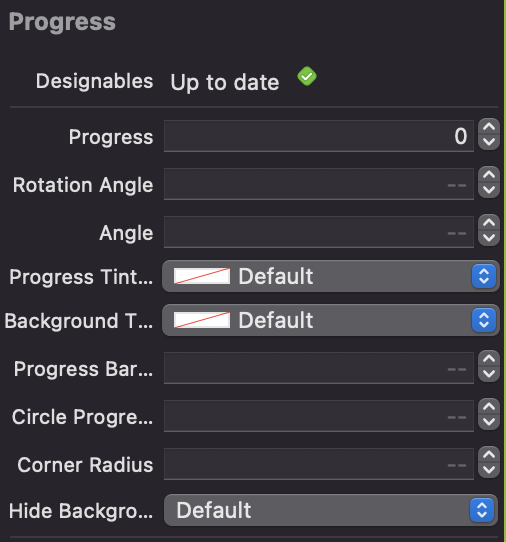 Progress
Designables Up to date
Progress 0
Rotation Angle --
Angle --
Progress Tint... Default
Background T... Default
Progress Bar... --
Circle Progre... --
Corner Radius --
Hide Backgro... Default